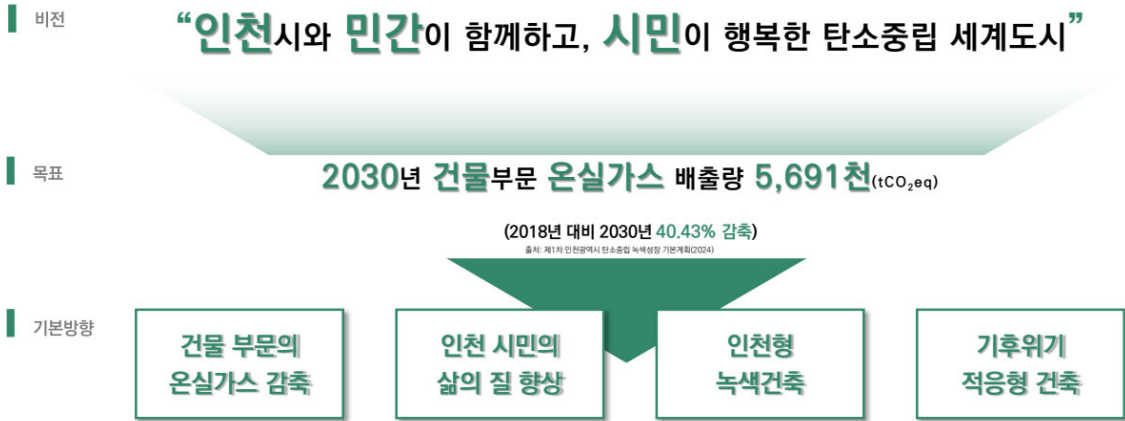 비전
“인천시와 민간이 함께하고, 시민이 행복한 탄소중립 세계도시”
목표
2030년 건물부문 온실가스 배출량 5,691천(tCO₂eq)
(2018년 대비 2030년 40.43% 감축)
출처: 제1차 인천광역시 탄소중립 녹색성장 기본계획(2024)
기본방향
건물 부문의
온실가스 감축
인천 시민의
삶의 질 향상
인천형
녹색건축
기후위기
적응형 건축